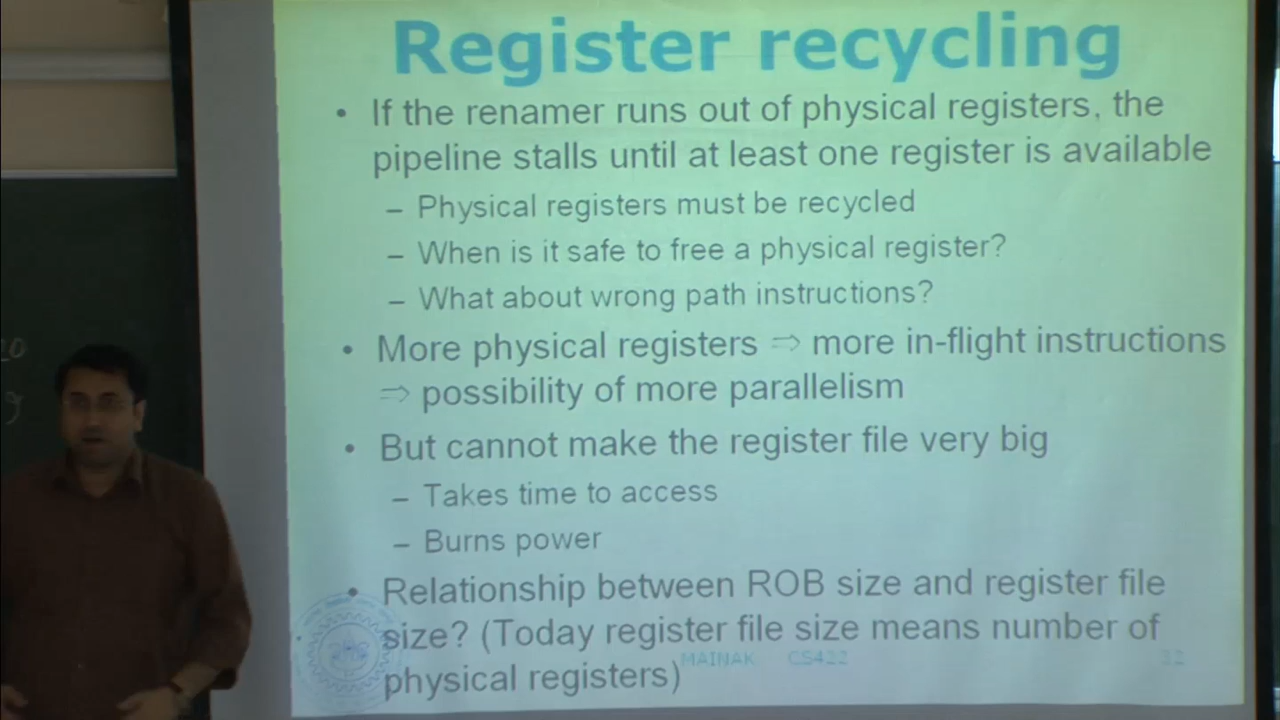 Register recycling
• If the renamer runs out of physical registers, the
pipeline stalls until at least one register is available
– Physical registers must be recycled
– When is it safe to free a physical register?
– What about wrong path instructions?
• More physical registers ⇒ more in-flight instructions
⇒ possibility of more parallelism
• But cannot make the register file very big
– Takes time to access
– Burns power
• Relationship between ROB size and register file
size? (Today register file size means number of
physical registers)
MAINAK CS422 32